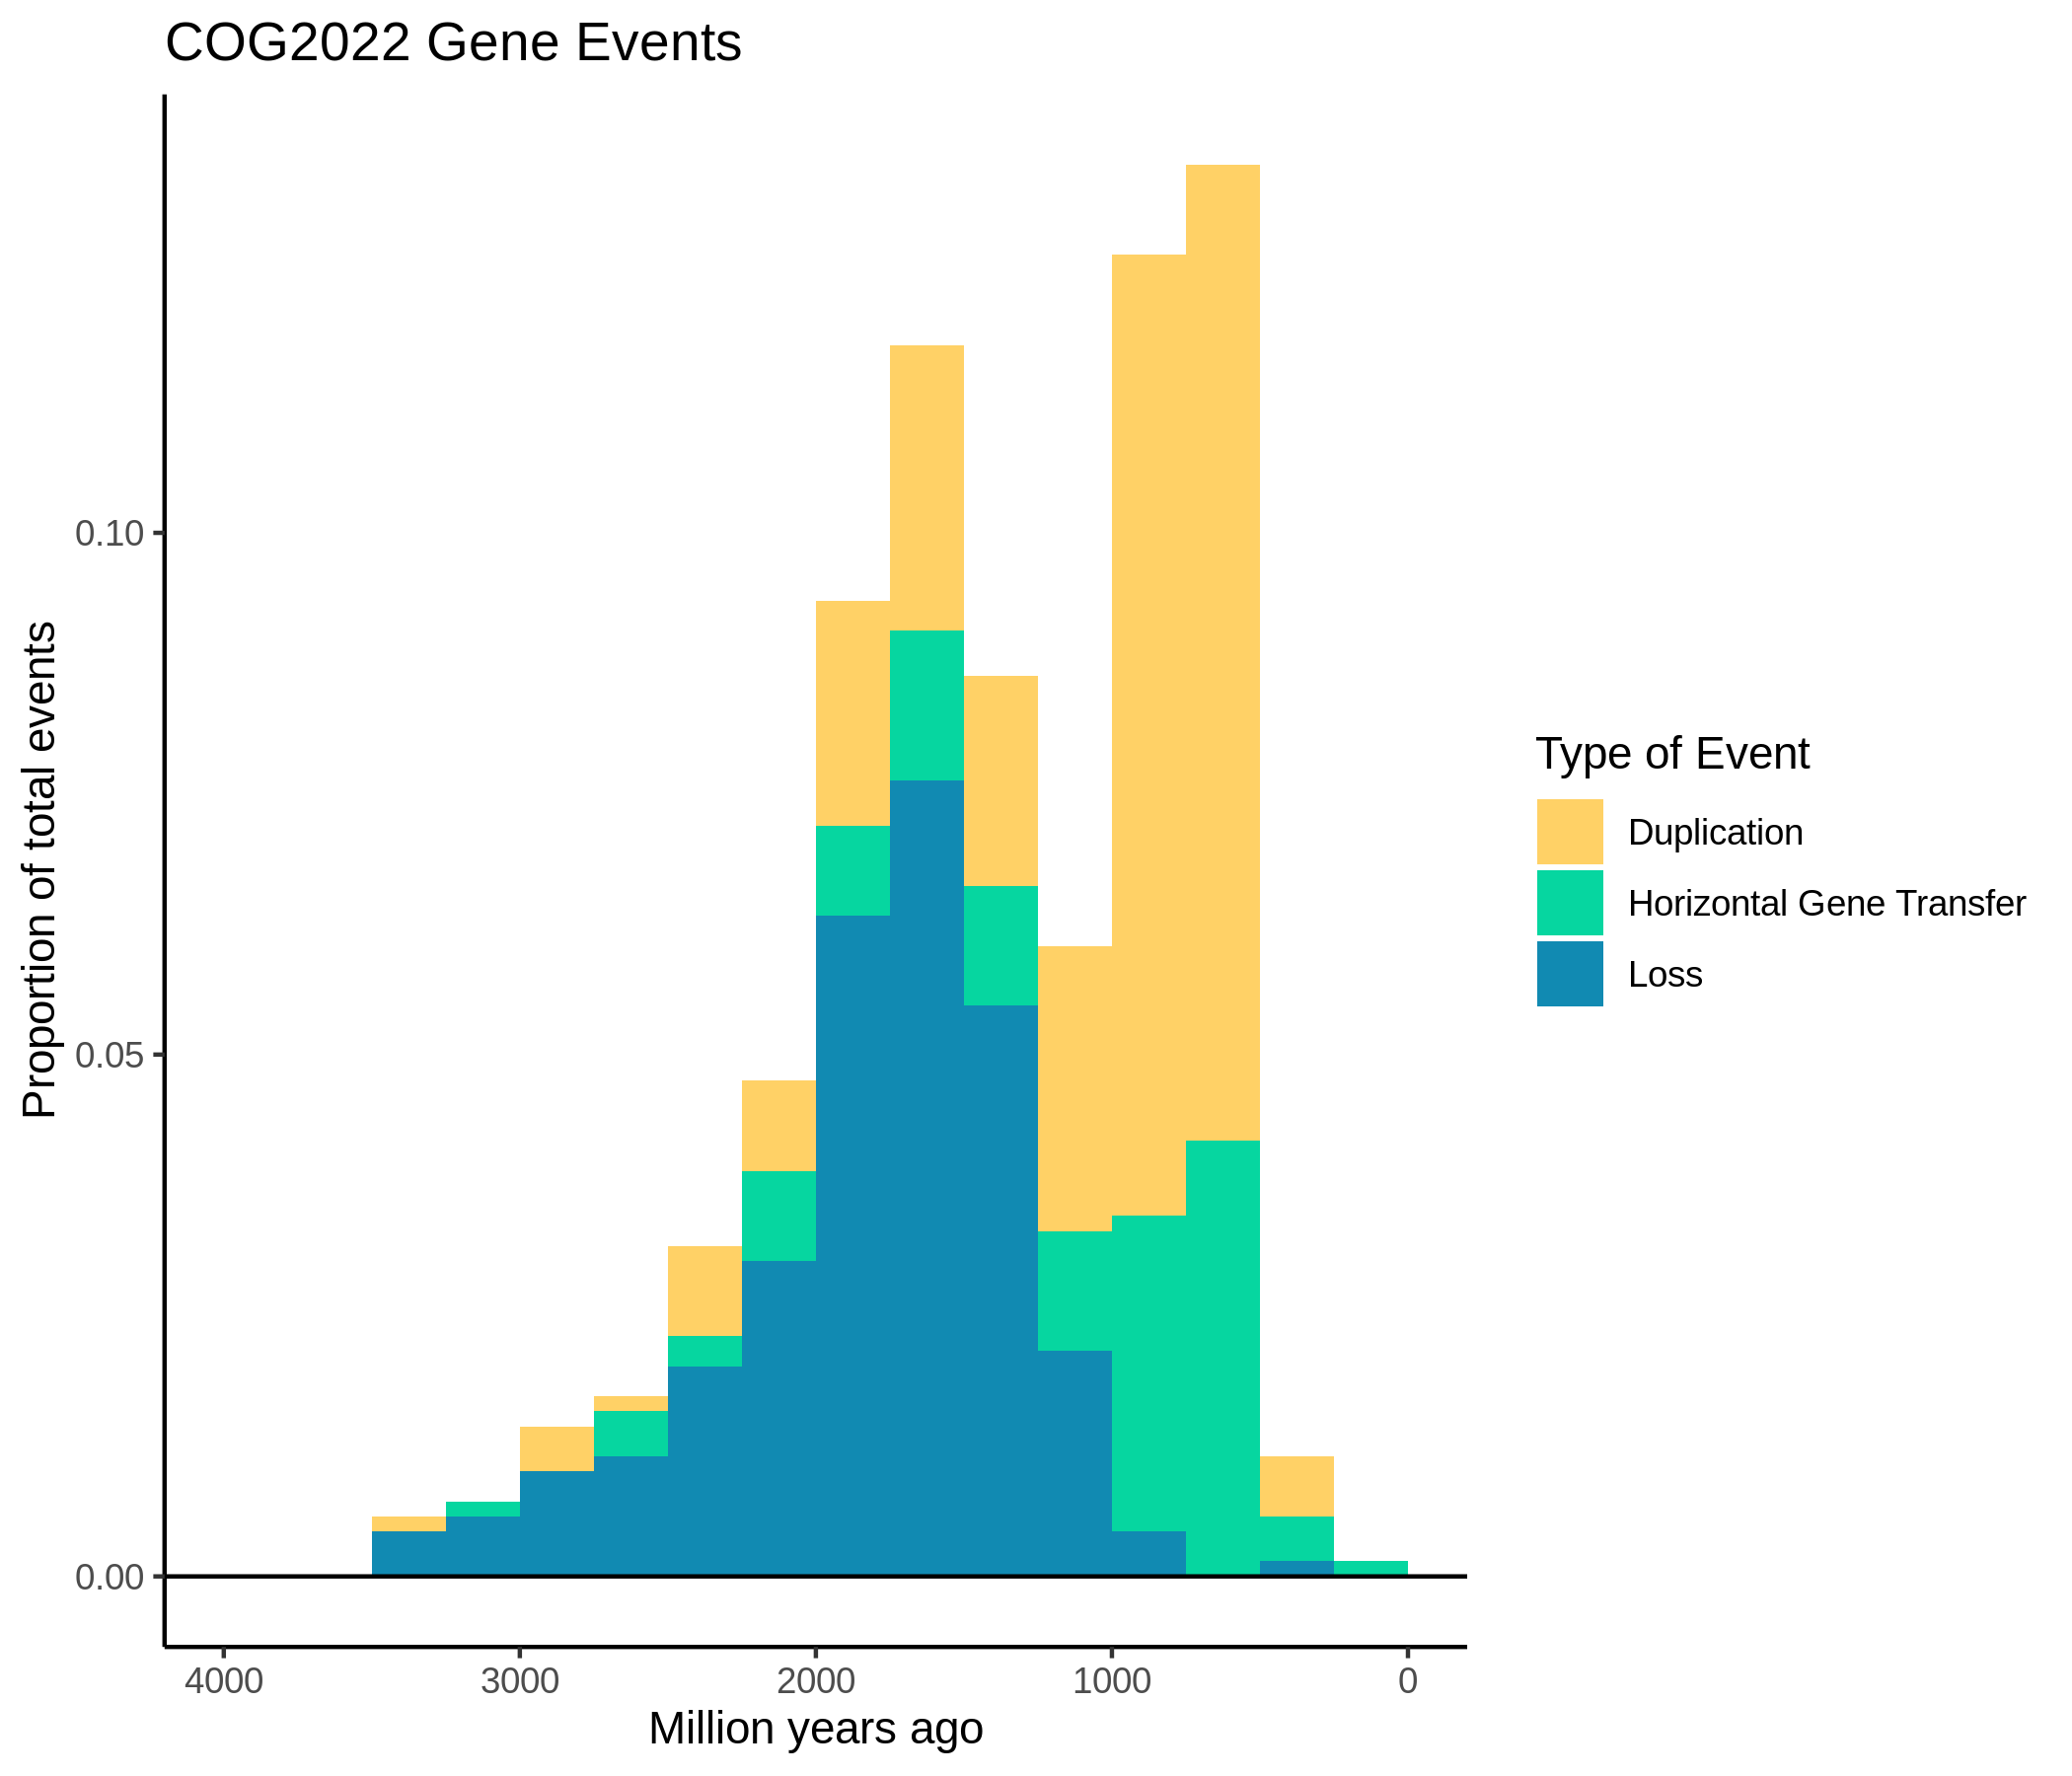 COG2022 Gene Events
Proportion of total events
0.10
0.05
0.00
4000
3000
2000
1000
0
Million years ago
Type of Event
Duplication
Horizontal Gene Transfer
Loss